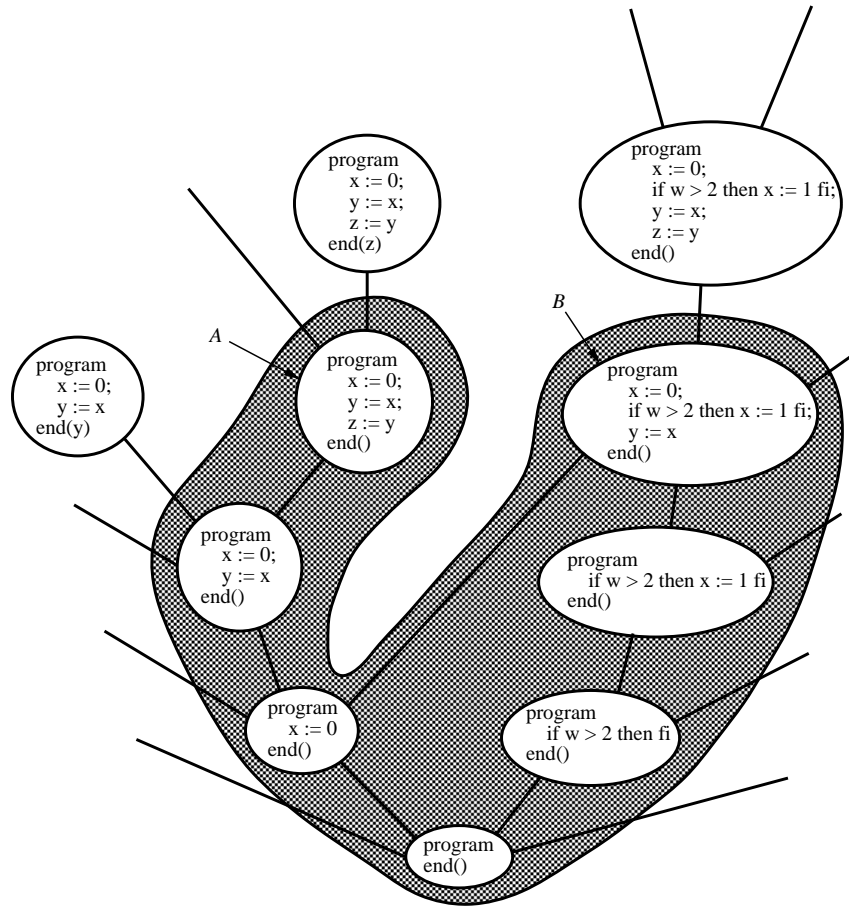 program
x := 0;
if w > 2 then x := 1 fi;
y := x;
z := y
end()
program
x := 0;
y := x;
z := y
end(z)
A
B
program
x := 0;
y := x
end(y)
program
x := 0;
y := x;
z := y
end()
program
x := 0;
if w > 2 then x := 1 fi;
y := x
end()
program
x := 0;
y := x
end()
program
if w > 2 then x := 1 fi
end()
program
x := 0
end()
program
if w > 2 then fi
end()
program
end()